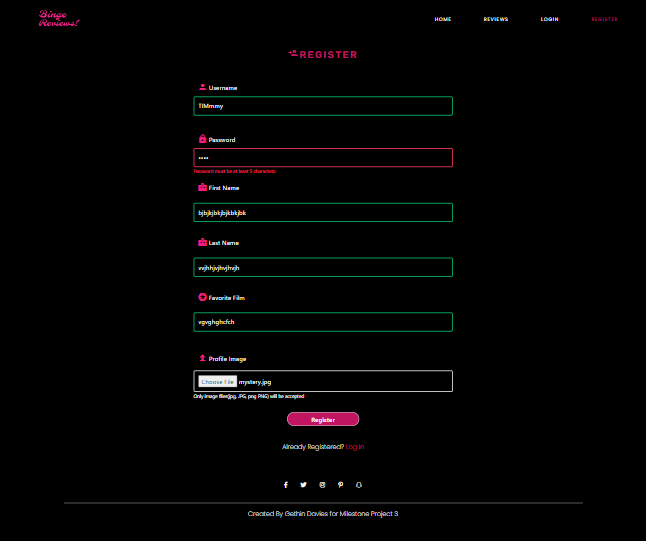 Binge
Reviews!
HOME REVIEWS LOGIN REGISTER
REGISTER
Username
TIMmmy
Password
••••
Password must be at least 5 characters.
First Name
bjbjkjbkjbjkbkjbk
Last Name
vvjhhjvjhvjhvjh
Favorite Film
vgvghghcfch
Profile Image
Choose File mystery.jpg
Only image files(jpg, JPG, png, PNG) will be accepted
Register
Already Registered? Log In
Created By Gethin Davies for Milestone Project 3